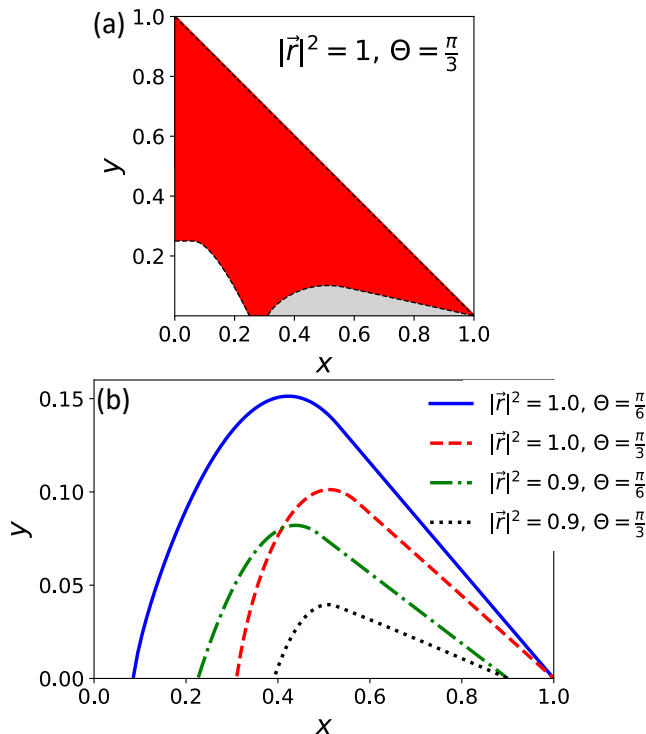 (a)
|r⃗|² = 1, Θ = π/3
y
1.0
0.8
0.6
0.4
0.2
0.0 0.2 0.4 0.6 0.8 1.0
x
(b)
|r⃗|² = 1.0, Θ = π/6
|r⃗|² = 1.0, Θ = π/3
|r⃗|² = 0.9, Θ = π/6
|r⃗|² = 0.9, Θ = π/3
y
0.15
0.10
0.05
0.00
0.0 0.2 0.4 0.6 0.8 1.0
x